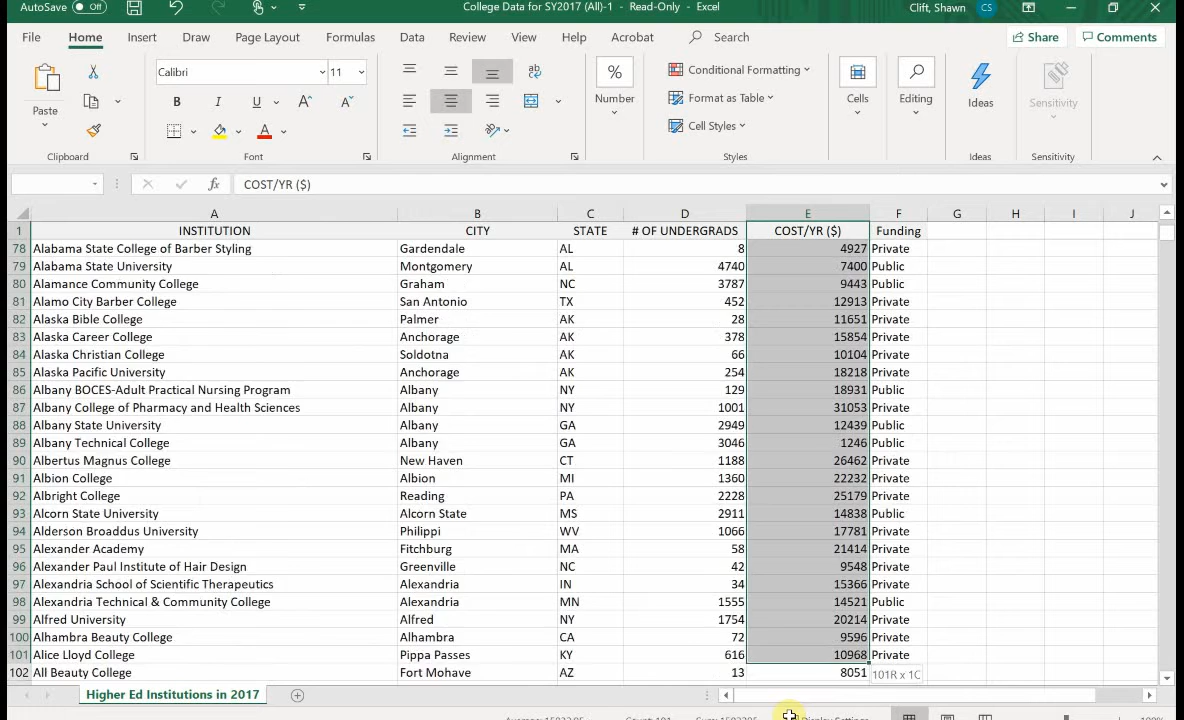 AutoSave Off College Data for SY2017 (All)-1 - Read-Only - Excel Clift, Shawn CS
File Home Insert Draw Page Layout Formulas Data Review View Help Acrobat Search Share Comments
Paste Calibri 11 B I U A A A ab % Number Conditional Formatting Format as Table Cell Styles Cells Editing Ideas Sensitivity
Clipboard Font Alignment Styles Ideas Sensitivity
fx COST/YR ($)
A B C D E F G H I J
1 INSTITUTION CITY STATE # OF UNDERGRADS COST/YR ($) Funding
78 Alabama State College of Barber Styling Gardendale AL 8 4927 Private
79 Alabama State University Montgomery AL 4740 7400 Public
80 Alamance Community College Graham NC 3787 9443 Public
81 Alamo City Barber College San Antonio TX 452 12913 Private
82 Alaska Bible College Palmer AK 28 11651 Private
83 Alaska Career College Anchorage AK 378 15854 Private
84 Alaska Christian College Soldotna AK 66 10104 Private
85 Alaska Pacific University Anchorage AK 254 18218 Private
86 Albany BOCES-Adult Practical Nursing Program Albany NY 129 18931 Public
87 Albany College of Pharmacy and Health Sciences Albany NY 1001 31053 Private
88 Albany State University Albany GA 2949 12439 Public
89 Albany Technical College Albany GA 3046 1246 Public
90 Albertus Magnus College New Haven CT 1188 26462 Private
91 Albion College Albion MI 1360 22232 Private
92 Albright College Reading PA 2228 25179 Private
93 Alcorn State University Alcorn State MS 2911 14838 Public
94 Alderson Broaddus University Philippi WV 1066 17781 Private
95 Alexander Academy Fitchburg MA 58 21414 Private
96 Alexander Paul Institute of Hair Design Greenville NC 42 9548 Private
97 Alexandria School of Scientific Therapeutics Alexandria IN 34 15366 Private
98 Alexandria Technical & Community College Alexandria MN 1555 14521 Public
99 Alfred University Alfred NY 1754 20214 Private
100 Alhambra Beauty College Alhambra CA 72 9596 Private
101 Alice Lloyd College Pippa Passes KY 616 10968 Private
102 All Beauty College Fort Mohave AZ 13 8051 101R x 1C
Higher Ed Institutions in 2017
Display Settings